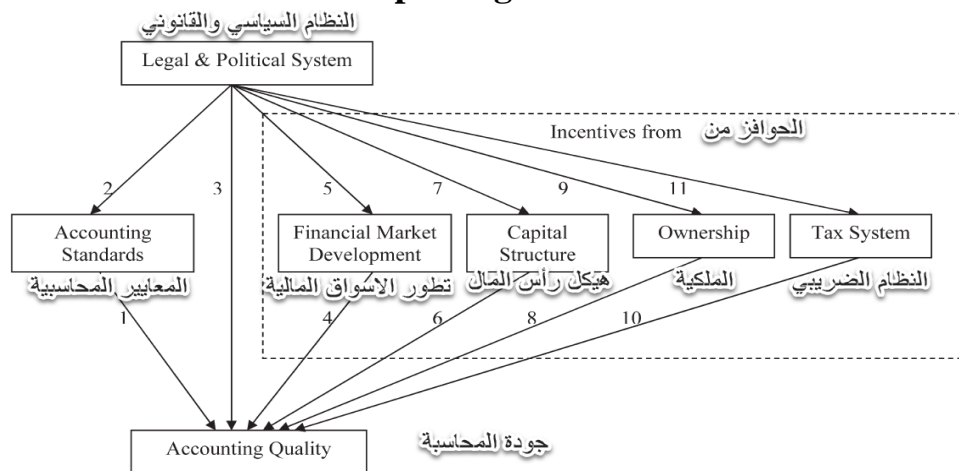 النظام السياسي والقانوني
Legal & Political System
Incentives from الحوافز من
2 3 5 7 9 11
Accounting
Standards
Financial Market
Development
Capital
Structure
Ownership
Tax System
المعايير المحاسبية
تطور الاسواق المالية
هيكل رأس المال
الملكية
النظام الضريبي
1 4 6 8 10
Accounting Quality
جودة المحاسبة